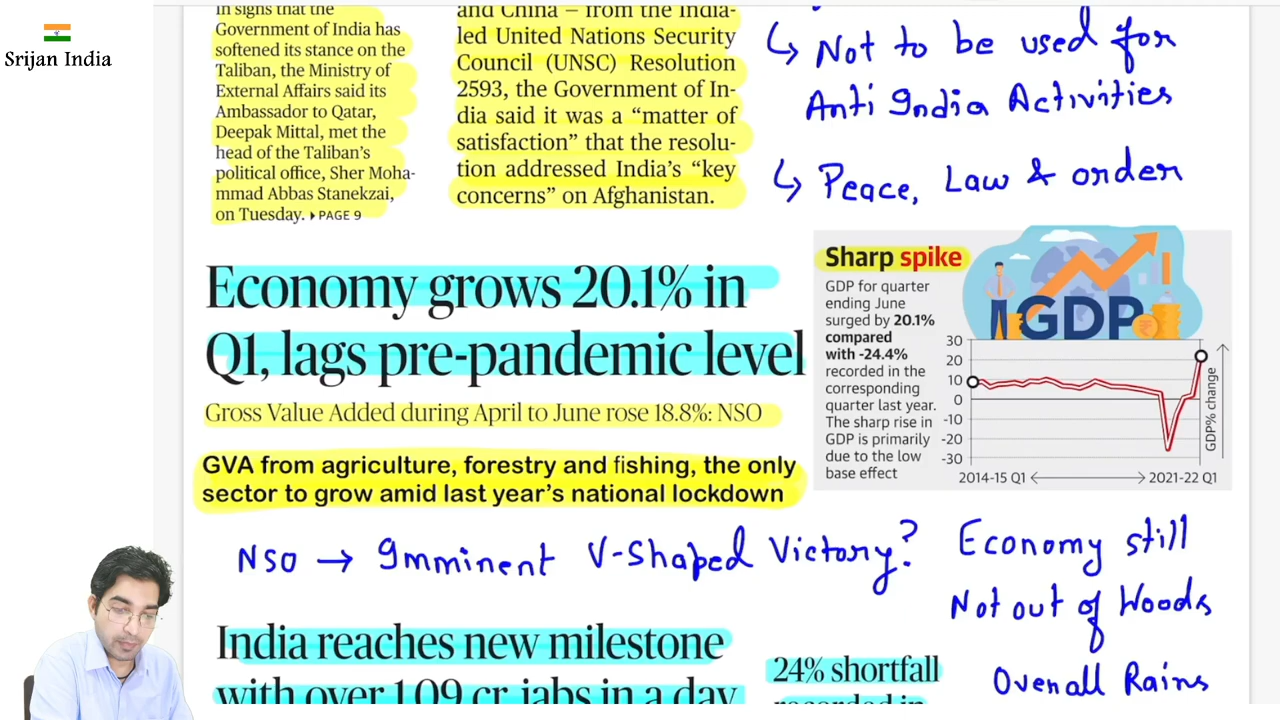 Srijan India
In signs that the
Government of India has
softened its stance on the
Taliban, the Ministry of
External Affairs said its
Ambassador to Qatar,
Deepak Mittal, met the
head of the Taliban's
political office, Sher Moha-
mmad Abbas Stanekzai,
on Tuesday. PAGE 9
and China – from the India-
led United Nations Security
Council (UNSC) Resolution
2593, the Government of In-
dia said it was a “matter of
satisfaction” that the resolu-
tion addressed India's “key
concerns” on Afghanistan.
↳ Not to be used for
Anti India Activities
↳ Peace, Law & order
Economy grows 20.1% in
Q1, lags pre-pandemic level
Gross Value Added during April to June rose 18.8%: NSO
GVA from agriculture, forestry and fishing, the only
sector to grow amid last year's national lockdown
Sharp spike
GDP for quarter
ending June
surged by 20.1%
compared
with -24.4%
recorded in the
corresponding
quarter last year.
The sharp rise in
GDP is primarily
due to the low
base effect
GDP
30
20
10
0
-10
-20
-30
2014-15 Q1
2021-22 Q1
GDP% change
NSO → Imminent V-Shaped Victory?
Economy still
Not out of Woods
India reaches new milestone
with over 1.09 cr. jabs in a day
24% shortfall
recorded in
Overall Rains